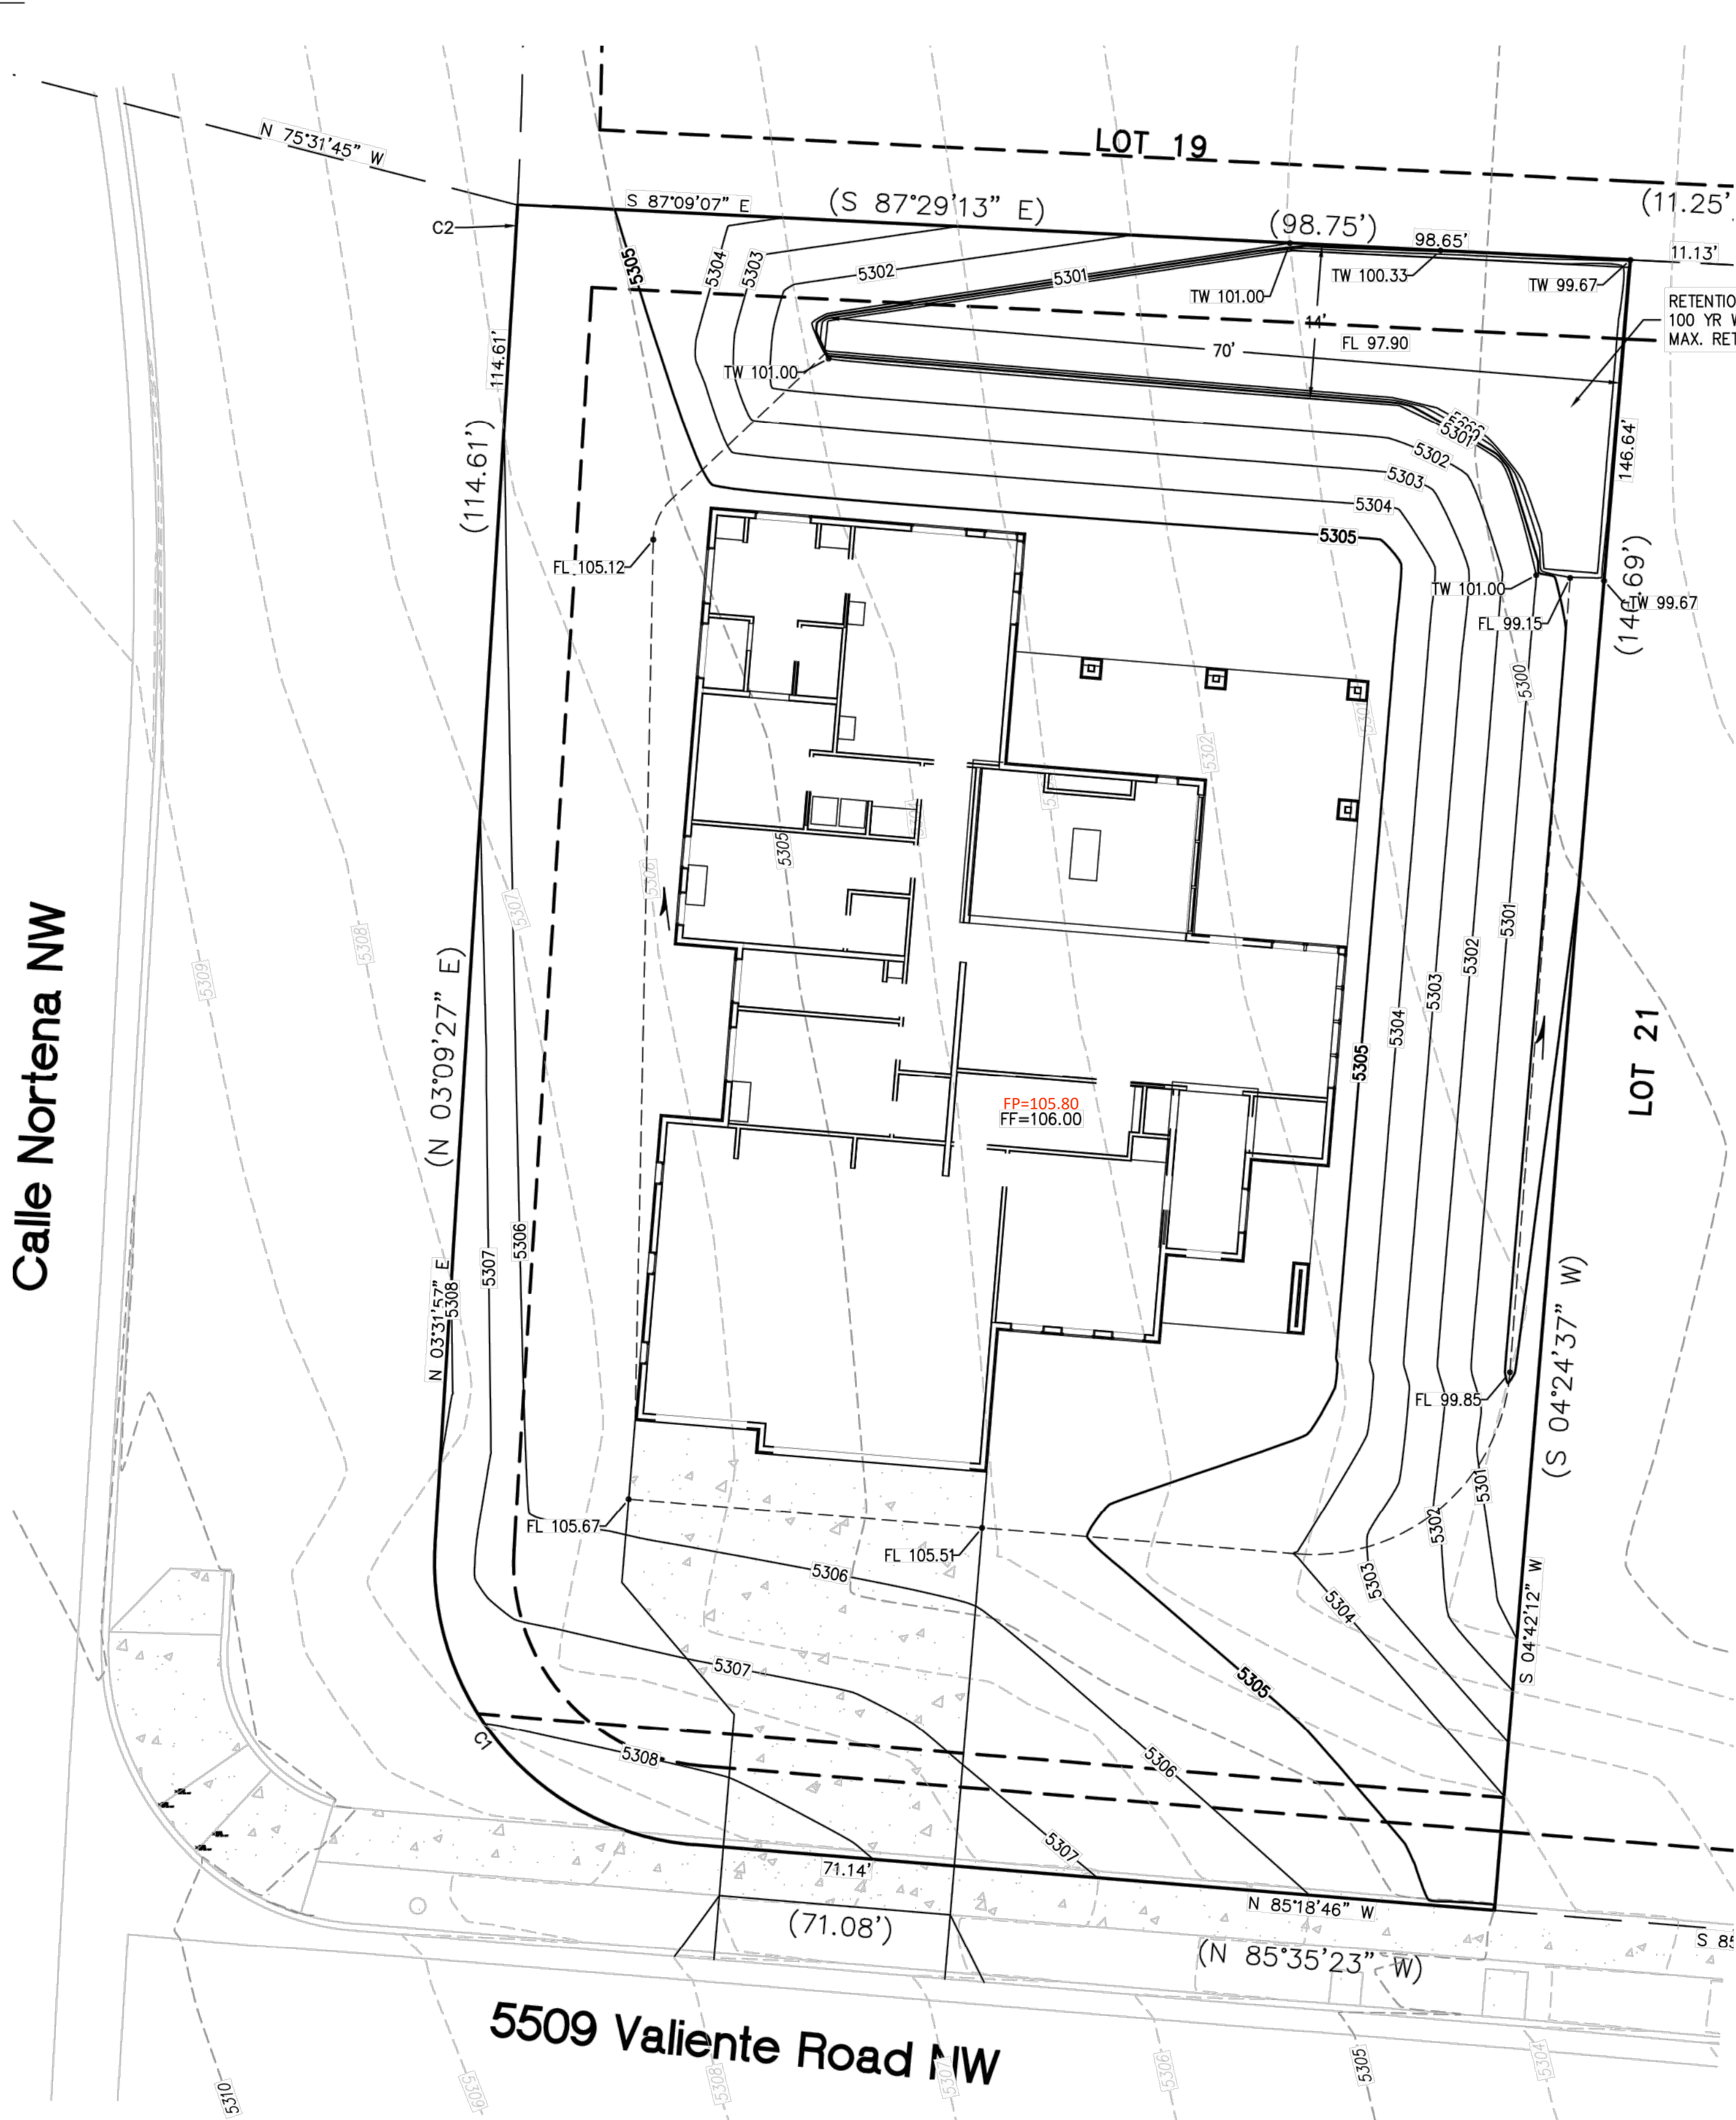 LOT 19
N 75°31'45" W
S 87°09'07" E
(S 87°29'13" E)
(98.75')
98.65'
(11.25'
11.13'
C2
5305
5304
5303
5302
5301
TW 101.00
TW 100.33
TW 99.67
RETENTIO
100 YR W
MAX. RET
14'
FL 97.90
70'
TW 101.00
114.61'
(114.61')
5301
5302
5303
5304
5305
146.64'
(146.69')
FL 105.12
TW 101.00
TW 99.67
FL 99.15
5300
5301
5302
5305
5306
5307
5308
5309
5301
5302
5303
5304
5305
Calle Nortena NW
(N 03°09'27" E)
LOT 21
FP=105.80
FF=106.00
5306
5307
5308
N 03°31'57" E
(S 04°24'37" W)
FL 99.85
5301
5302
5303
5304
FL 105.67
FL 105.51
5306
S 04°42'12" W
5307
5305
C1
5308
5306
5307
71.14'
N 85°18'46" W
(71.08')
(N 85°35'23" W)
S 85
5509 Valiente Road NW
5310
5309
5308
5307
5306
5305
5304